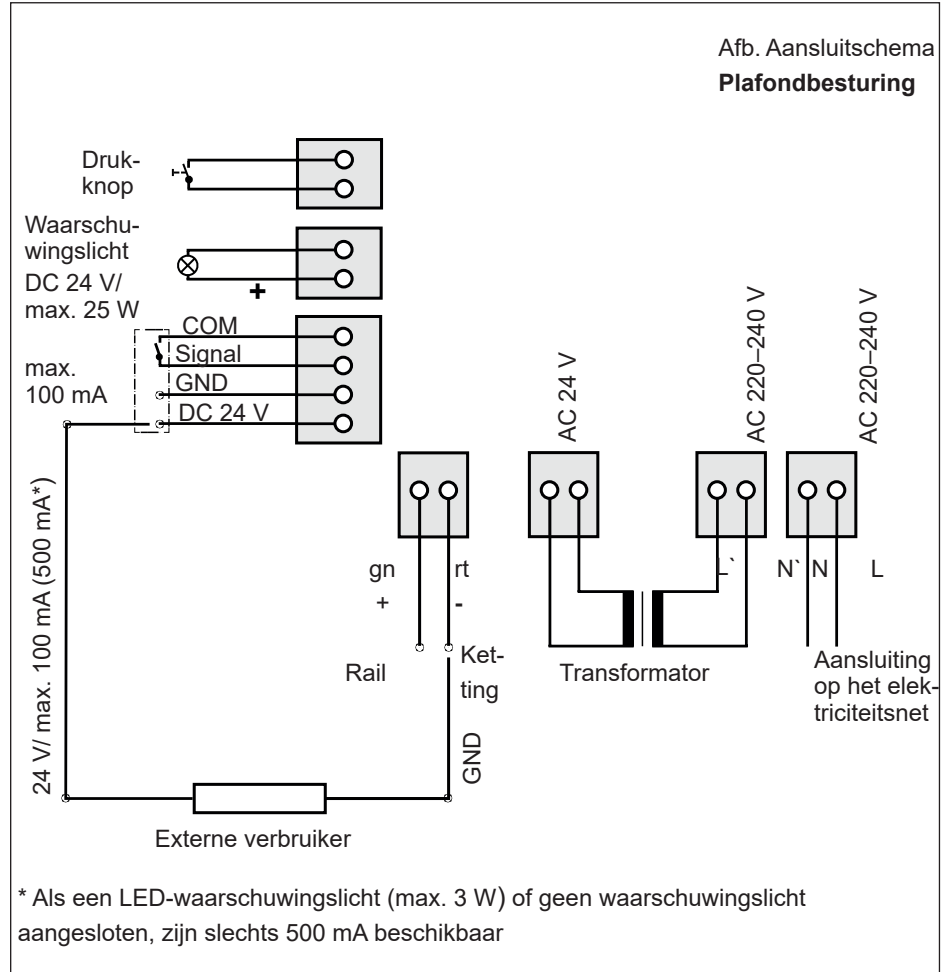 Afb. Aansluitschema
Plafondbesturing
Druk-
knop
Waarschu-
wingslicht
DC 24 V/
max. 25 W
+
max.
100 mA
COM
Signal
GND
DC 24 V
AC 24 V
AC 220–240 V
AC 220–240 V
gn
rt
+
-
Rail
Ket-
ting
L`
N`
N
L
Transformator
Aansluiting
op het elek-
triciteitsnet
24 V/ max. 100 mA (500 mA*)
GND
Externe verbruiker
* Als een LED-waarschuwingslicht (max. 3 W) of geen waarschuwingslicht
aangesloten, zijn slechts 500 mA beschikbaar